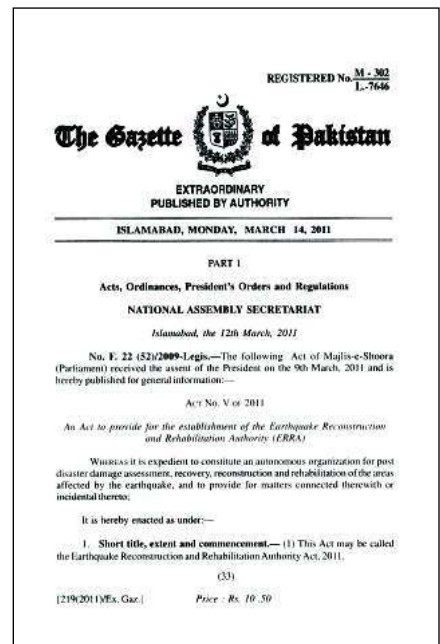 REGISTERED No. M - 302
L.-7646
The Gazette of Pakistan
EXTRAORDINARY
PUBLISHED BY AUTHORITY
ISLAMABAD, MONDAY, MARCH 14, 2011
PART 1
Acts, Ordinances, President's Orders and Regulations
NATIONAL ASSEMBLY SECRETARIAT
Islamabad, the 12th March, 2011
No. F. 22 (52)/2009-Legis.—The following Act of Majlis-e-Shoora
(Parliament) received the assent of the President on the 9th March, 2011 and is
hereby published for general information:—
ACT NO. V OF 2011
An Act to provide for the establishment of the Earthquake Reconstruction
and Rehabilitation Authority (ERRA)
WHEREAS it is expedient to constitute an autonomous organization for post
disaster damage assessment, recovery, reconstruction and rehabilitation of the areas
affected by the earthquake, and to provide for matters connected therewith or
incidental thereto;
It is hereby enacted as under:—
1. Short title, extent and commencement.— (1) This Act may be called
the Earthquake Reconstruction and Rehabilitation Authority Act, 2011.
(33)
[219(2011)/Ex. Gaz.] Price : Rs. 10 .50